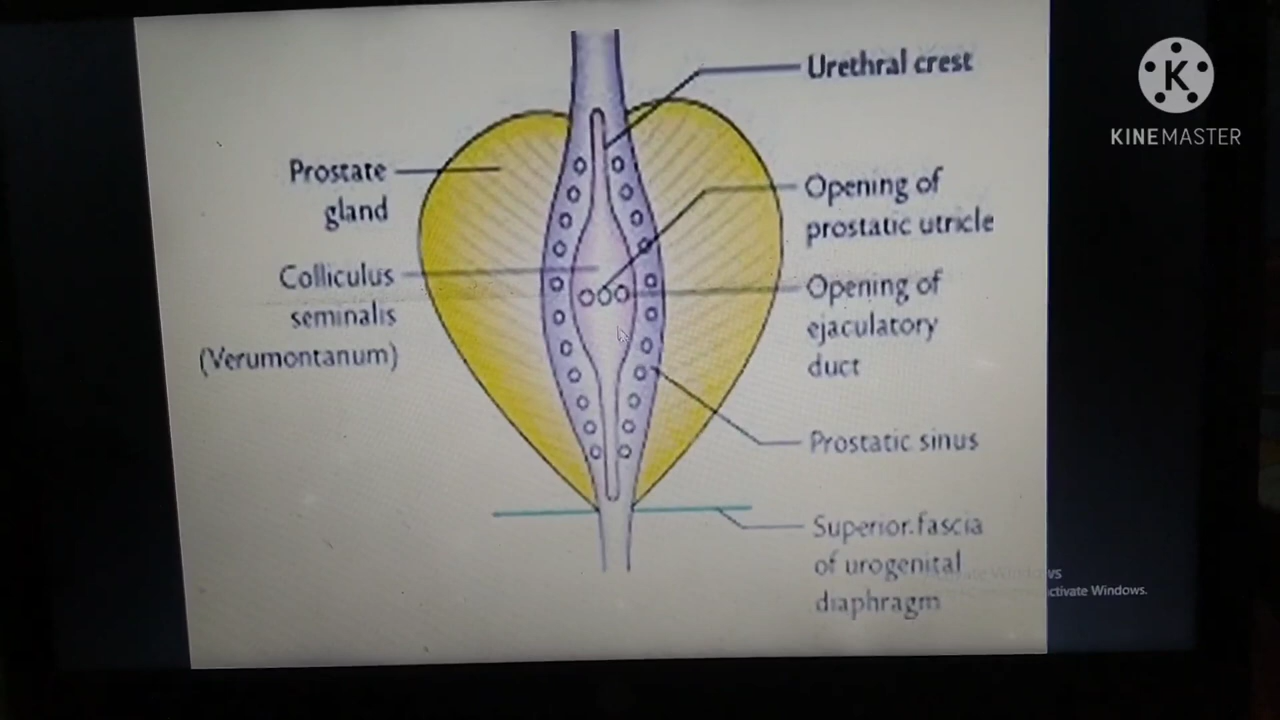 Urethral crest
KINEMASTER
Prostate
gland
Opening of
prostatic utricle
Colliculus
seminalis
(Verumontanum)
Opening of
ejaculatory
duct
Prostatic sinus
Superior fascia
of urogenital
diaphragm
Activate Windows.